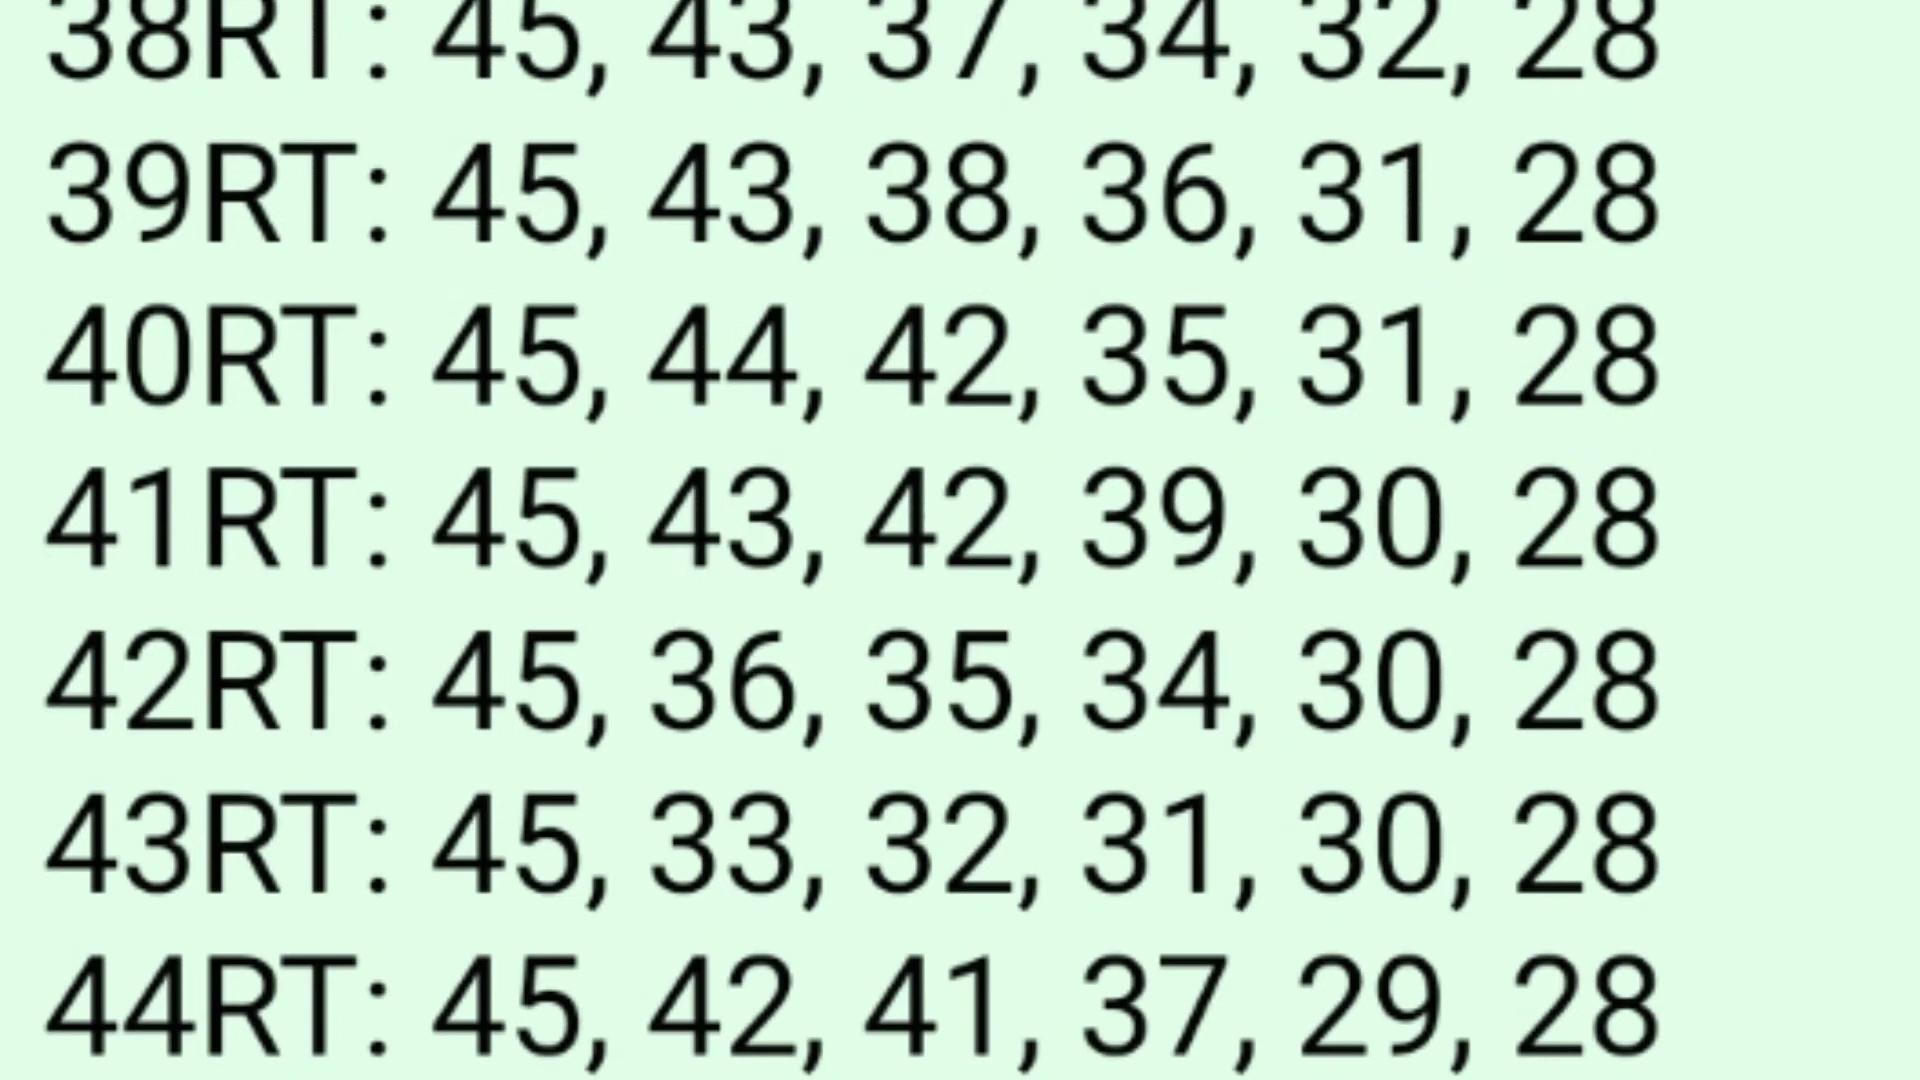 38RT: 45, 43, 37, 34, 32, 28
39RT: 45, 43, 38, 36, 31, 28
40RT: 45, 44, 42, 35, 31, 28
41RT: 45, 43, 42, 39, 30, 28
42RT: 45, 36, 35, 34, 30, 28
43RT: 45, 33, 32, 31, 30, 28
44RT: 45, 42, 41, 37, 29, 28